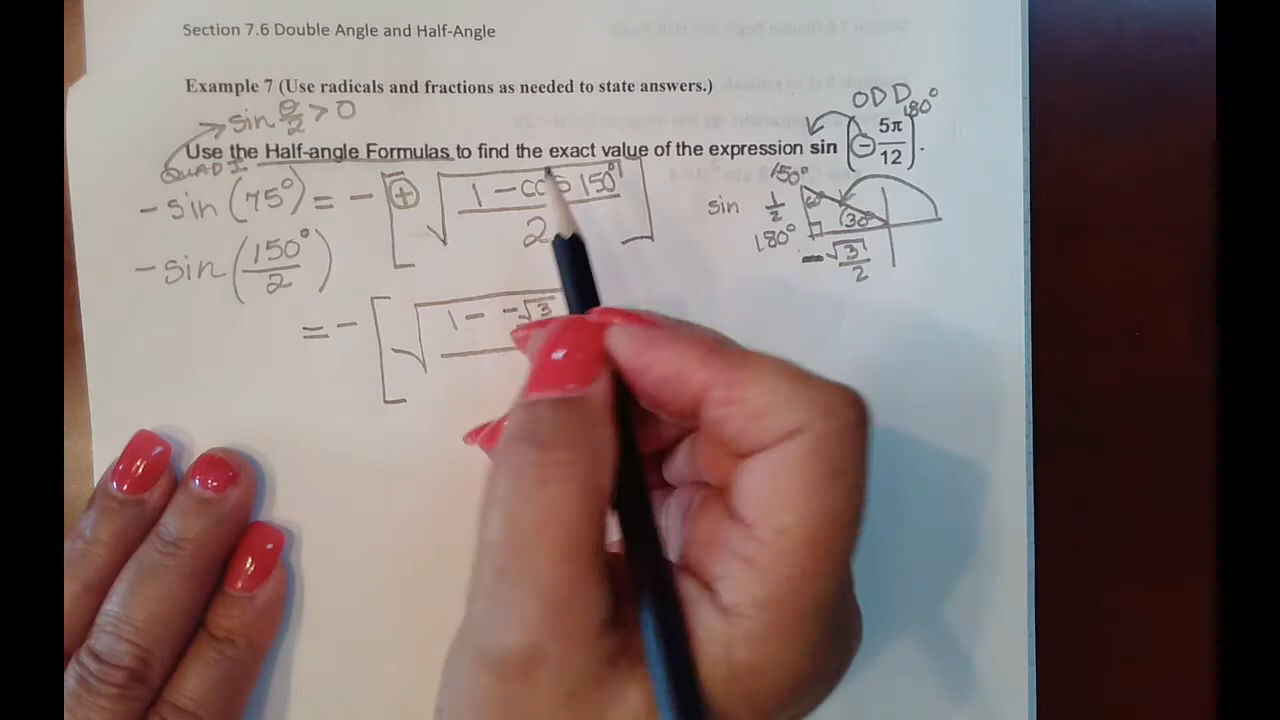 Section 7.6 Double Angle and Half-Angle
Example 7 (Use radicals and fractions as needed to state answers.)
ODD
180°
sin θ/2 > 0
Use the Half-angle Formulas to find the exact value of the expression sin (− 5π/12).
QUAD I
-sin(75°) = - [⊕ √(1 - cos 150°/2)]
150°
60°
sin 1/2
30°
180°
-√3/2
-sin(150°/2)
= - [√(1 - -√3